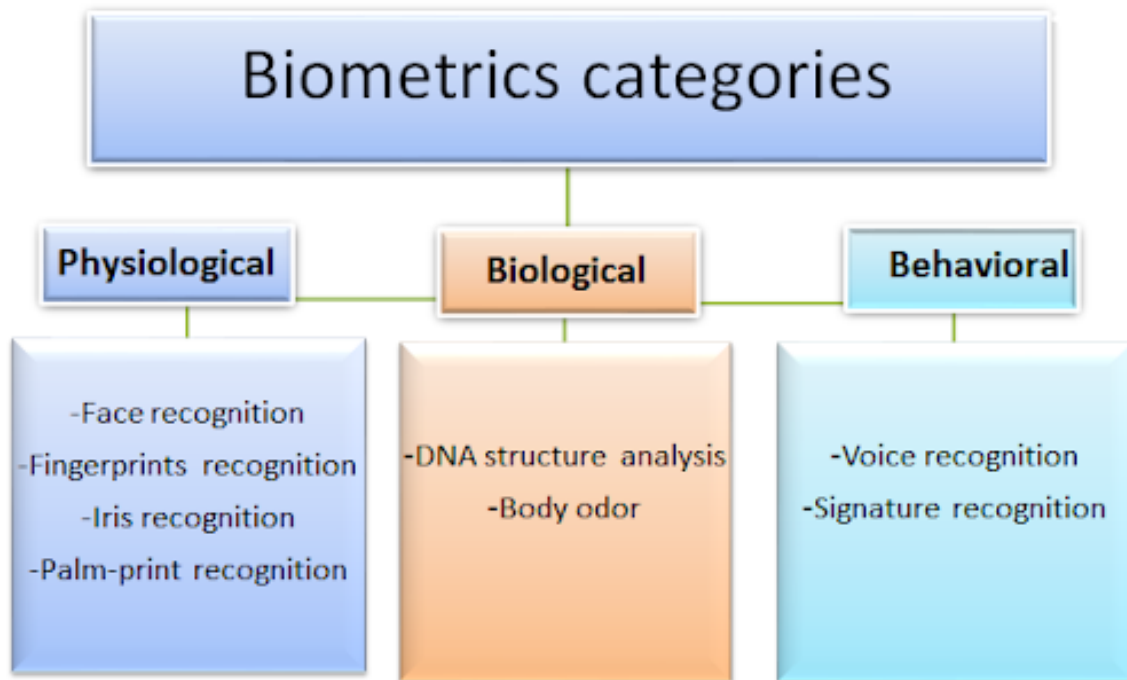 Biometrics categories
Physiological
Biological
Behavioral
-Face recognition
-Fingerprints recognition
-Iris recognition
-Palm-print recognition
-DNA structure analysis
-Body odor
-Voice recognition
-Signature recognition